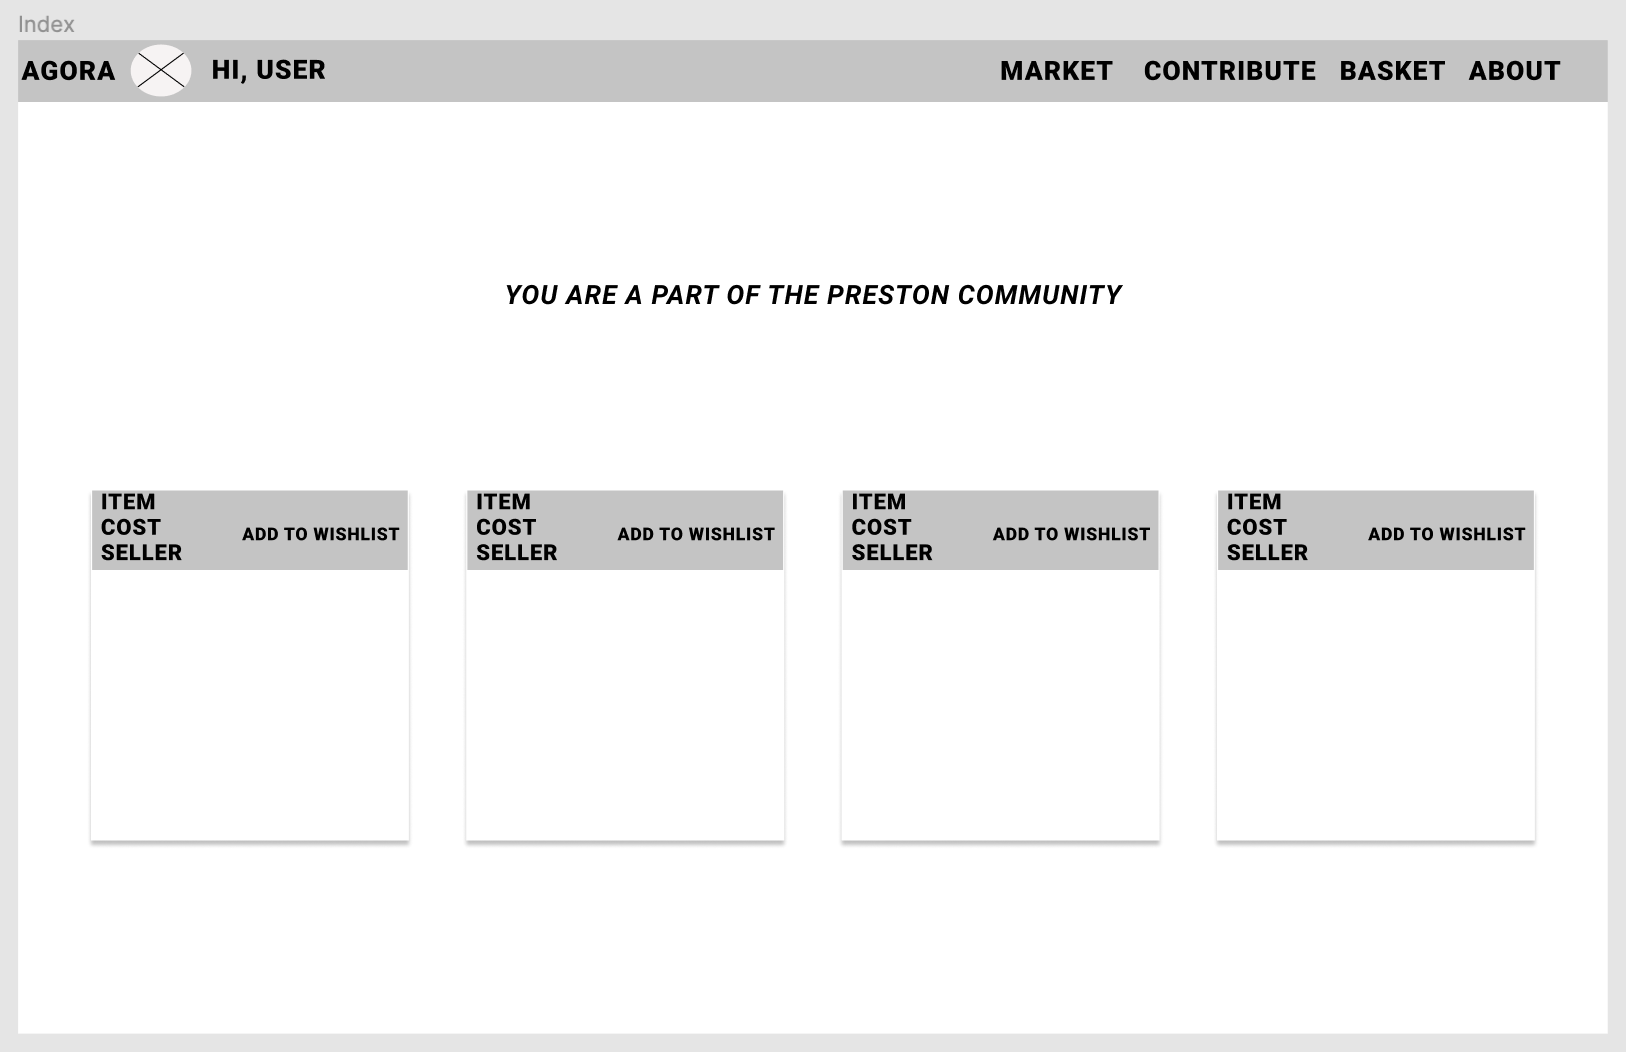 Index
AGORA HI, USER MARKET CONTRIBUTE BASKET ABOUT
YOU ARE A PART OF THE PRESTON COMMUNITY
ITEM
COST
SELLER
ADD TO WISHLIST
ITEM
COST
SELLER
ADD TO WISHLIST
ITEM
COST
SELLER
ADD TO WISHLIST
ITEM
COST
SELLER
ADD TO WISHLIST